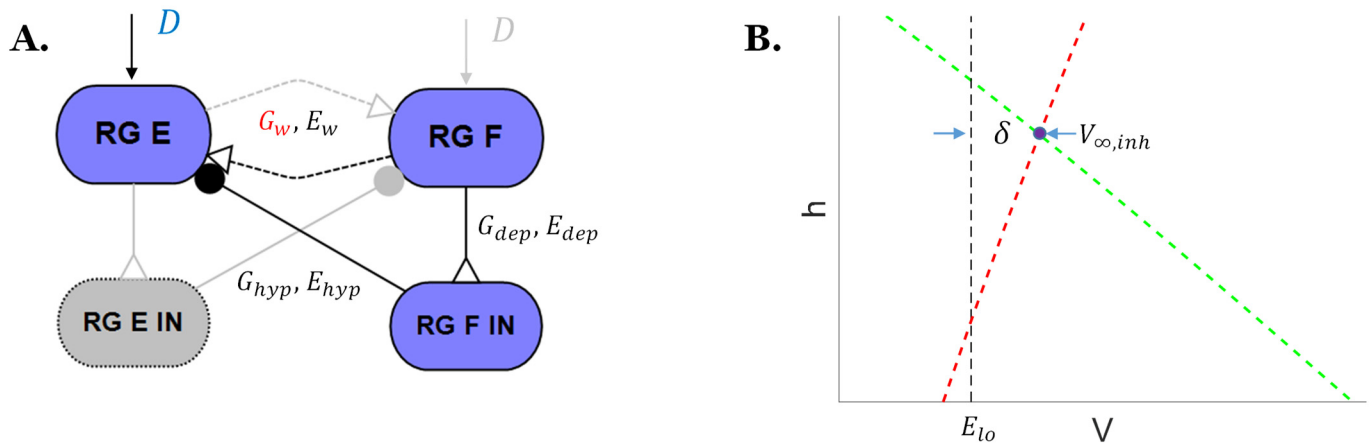 A.
D
D
RG E
RG F
G_w, E_w
G_dep, E_dep
G_hyp, E_hyp
RG E IN
RG F IN
B.
δ
V_∞,inh
h
E_lo
V